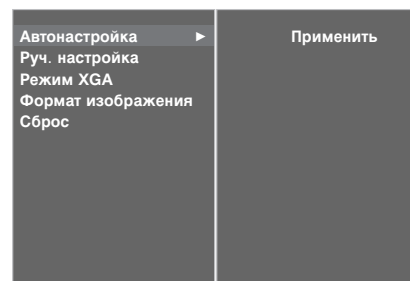 Автонастройка ►
Применить
Руч. настройка
Режим XGA
Формат изображения
Сброс